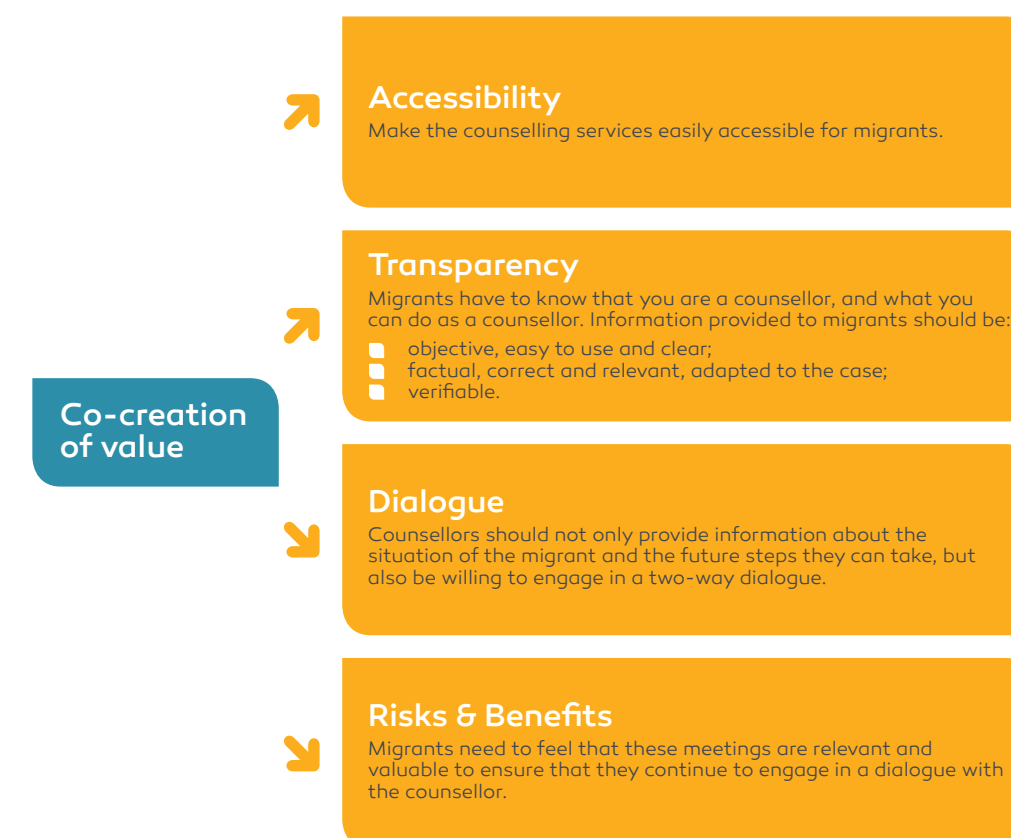 Accessibility
Make the counselling services easily accessible for migrants.
Transparency
Migrants have to know that you are a counsellor, and what you
can do as a counsellor. Information provided to migrants should be:
objective, easy to use and clear;
factual, correct and relevant, adapted to the case;
verifiable.
Co-creation
of value
Dialogue
Counsellors should not only provide information about the
situation of the migrant and the future steps they can take, but
also be willing to engage in a two-way dialogue.
Risks & Benefits
Migrants need to feel that these meetings are relevant and
valuable to ensure that they continue to engage in a dialogue with
the counsellor.